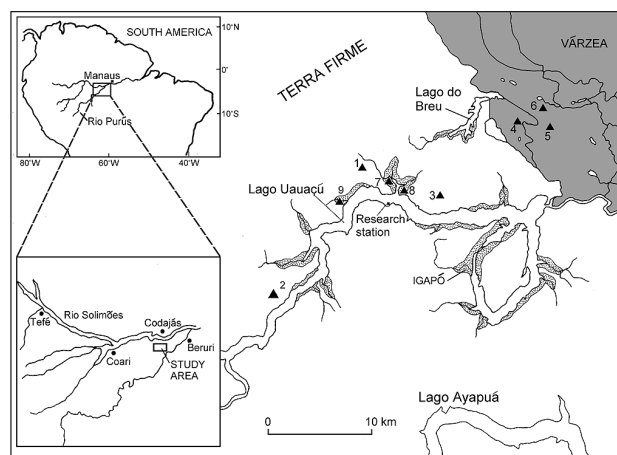 SOUTH AMERICA
10°N
0°
10°S
Manaus
Rio Purús
80°W
60°W
40°W
TERRA FIRME
VÁRZEA
Lago do
Breu
6
4
5
1
7
8
3
9
Lago Uauaçú
Research
station
IGAPÓ
2
Rio Solimões
Tefé
Codajás
Beruri
Coari
STUDY
AREA
0
10 km
Lago Ayapuá